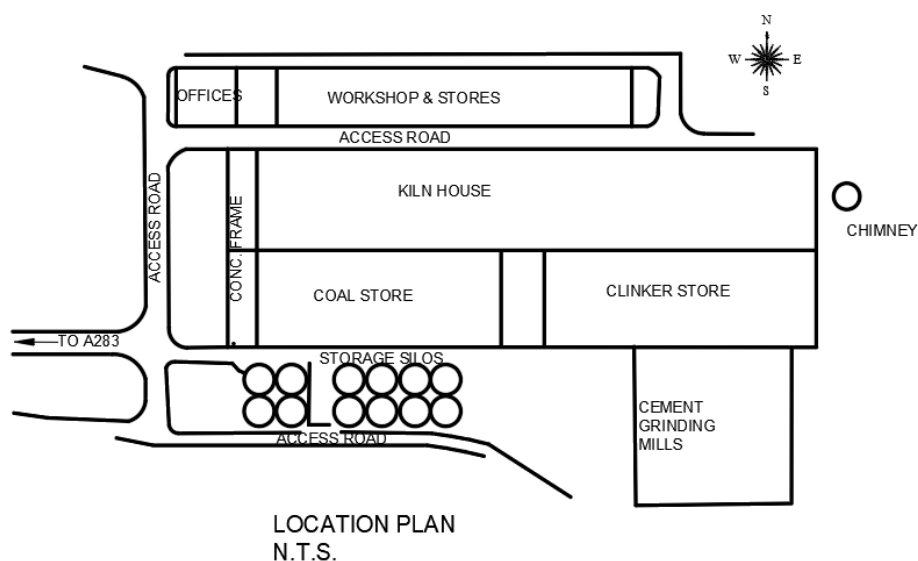 N
W E
S
OFFICES
WORKSHOP & STORES
ACCESS ROAD
KILN HOUSE
ACCESS ROAD
CONC. FRAME
CHIMNEY
COAL STORE
CLINKER STORE
TO A283
STORAGE SILOS
CEMENT
GRINDING
MILLS
ACCESS ROAD
LOCATION PLAN
N.T.S.